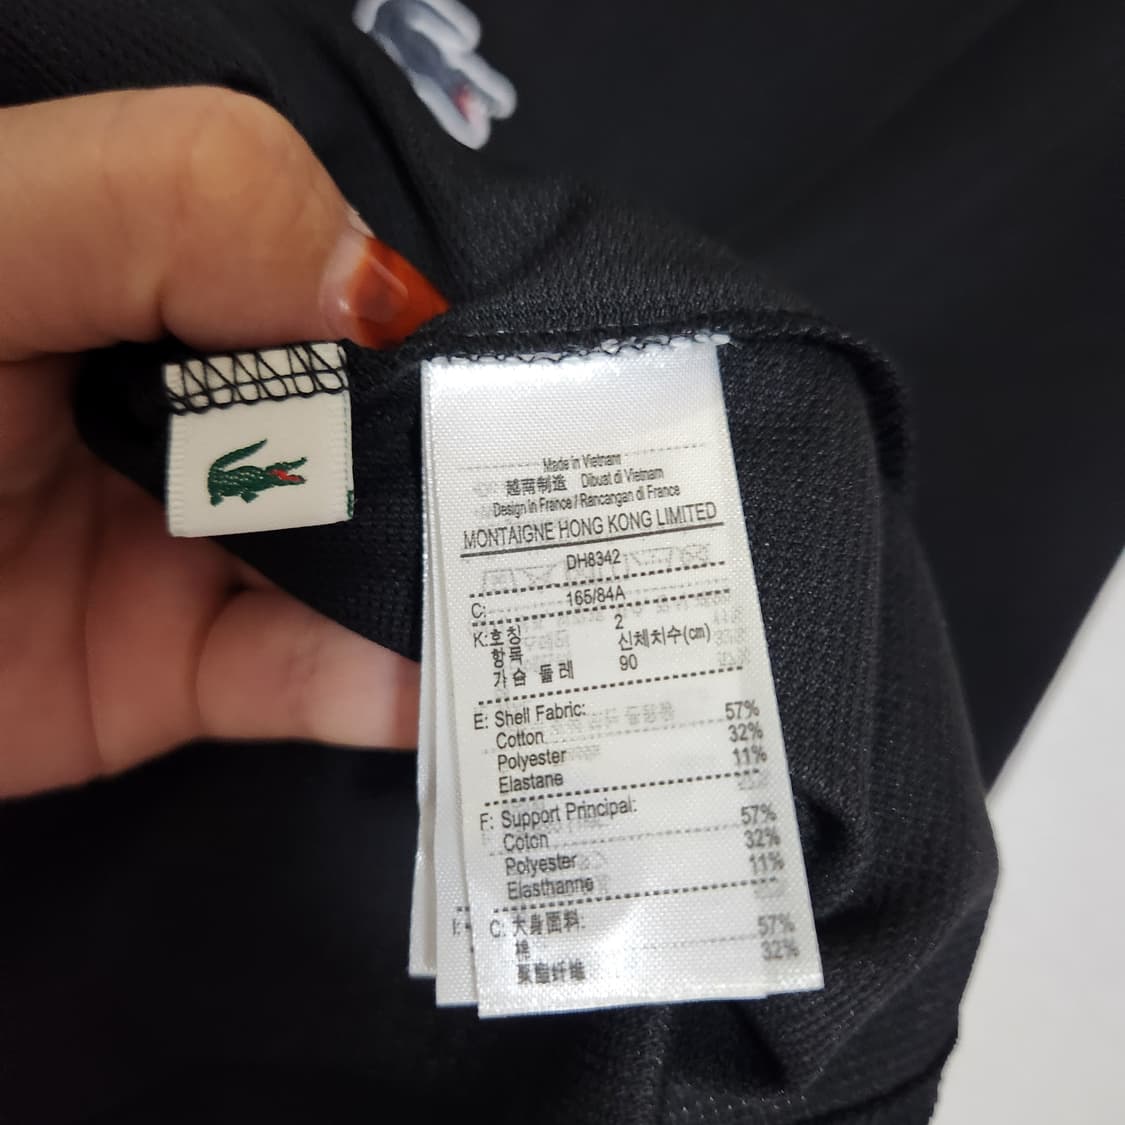 Made in Vietnam
越南制造 Dibuat di Vietnam
Design in France / Rancangan di France
MONTAIGNE HONG KONG LIMITED
DH8342
C: 165/84A
K:호칭 2
항목 신체치수(cm)
가슴 둘레 90
E: Shell Fabric:
Cotton 57%
Polyester 32%
Elastane 11%
F: Support Principal:
Coton 57%
Polyester 32%
Elasthanne 11%
C: 大身面料:
棉 57%
聚酯纤维 32%